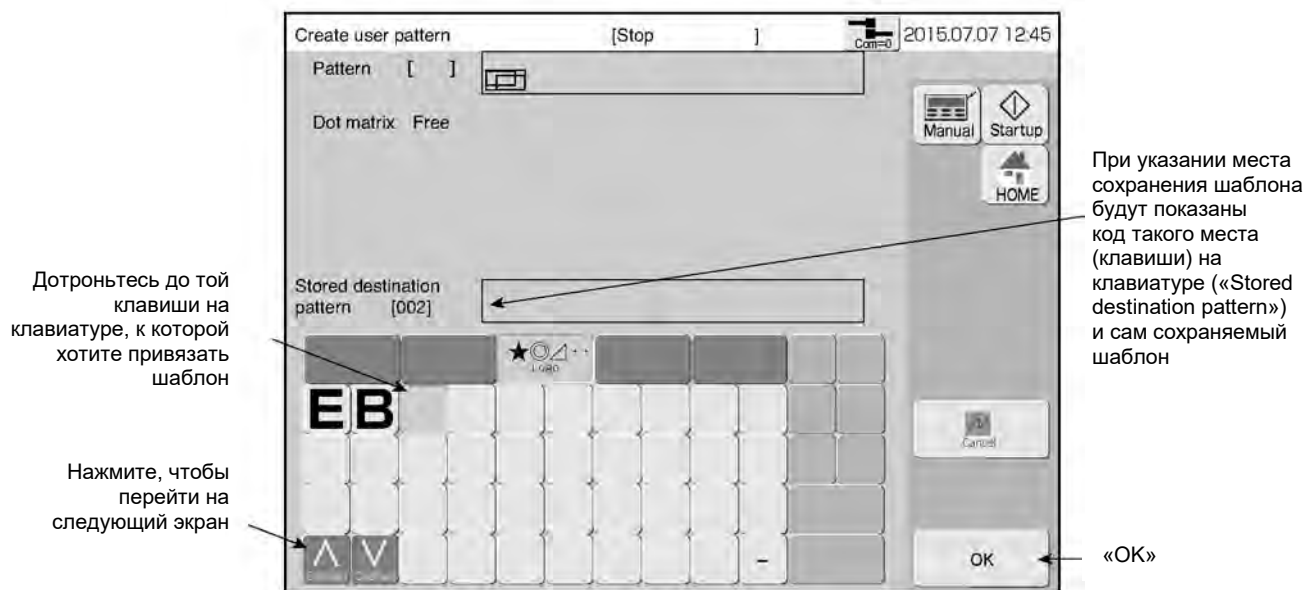 Create user pattern [Stop ] Com=0 2015.07.07 12:45
Pattern [ ]
Dot matrix Free
Manual Startup
HOME
При указании места
сохранения шаблона
будут показаны
код такого места
(клавиши) на
клавиатуре («Stored
destination pattern»)
и сам сохраняемый
шаблон
Дотроньтесь до той
клавиши на
клавиатуре, к которой
хотите привязать
шаблон
Stored destination
pattern [002]
E B
Cancel
Нажмите, чтобы
перейти на
следующий экран
-
OK
«OK»